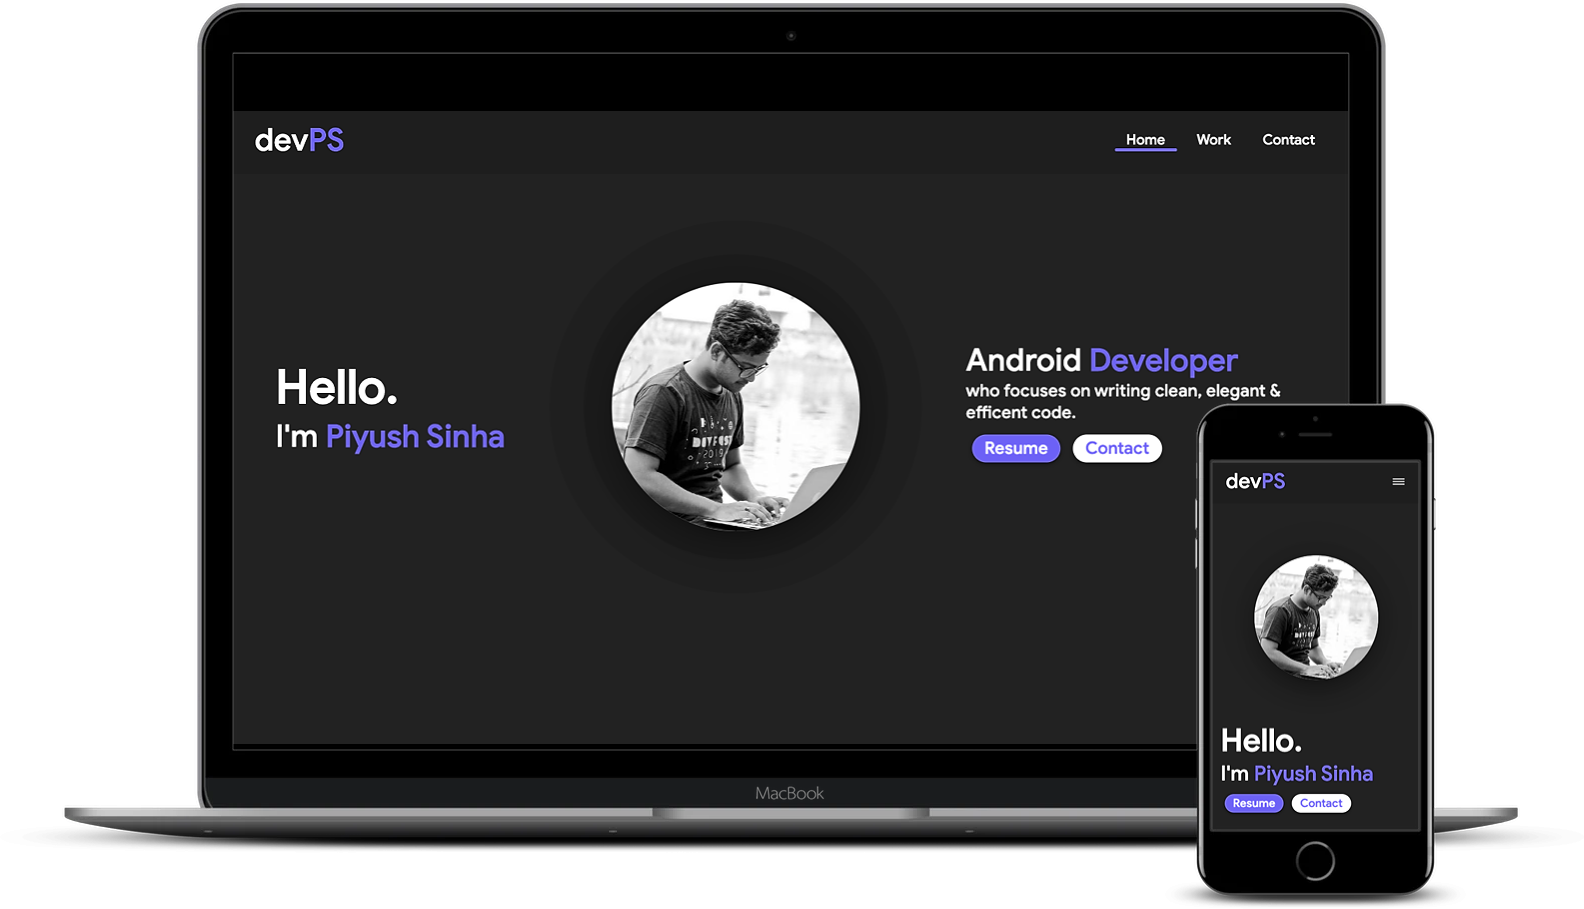 devPS
Home Work Contact
Hello.
I'm Piyush Sinha
DEVFEST
2019
Android Developer
who focuses on writing clean, elegant &
efficent code.
Resume Contact
MacBook
devPS
Hello.
I'm Piyush Sinha
Resume Contact